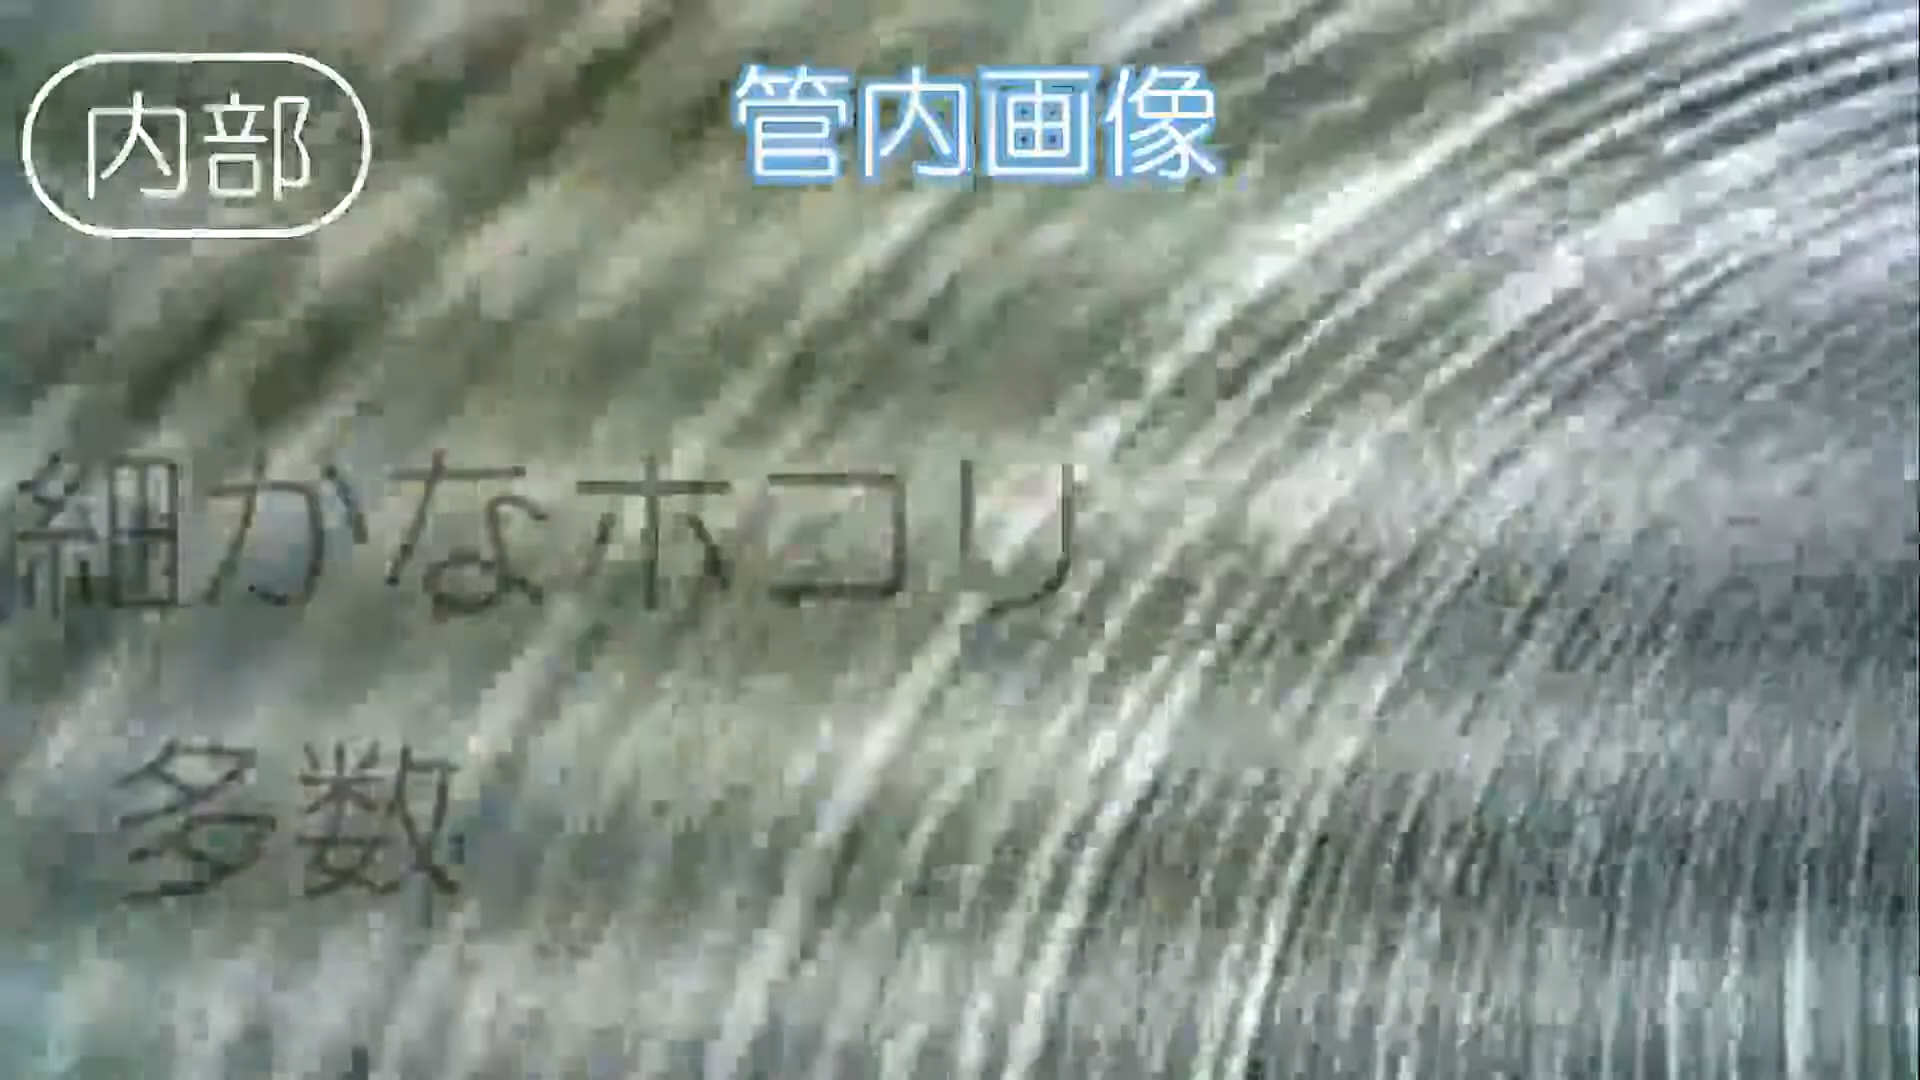 内部
管内画像
細かなホコリ
多数